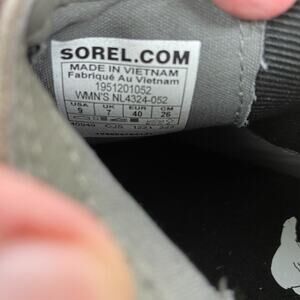 SOREL.COM
MADE IN VIETNAM
Fabriqué Au Vietnam
1951201052
WMN'S NL4324-052
USA UK EUR CM
9 7 40 26